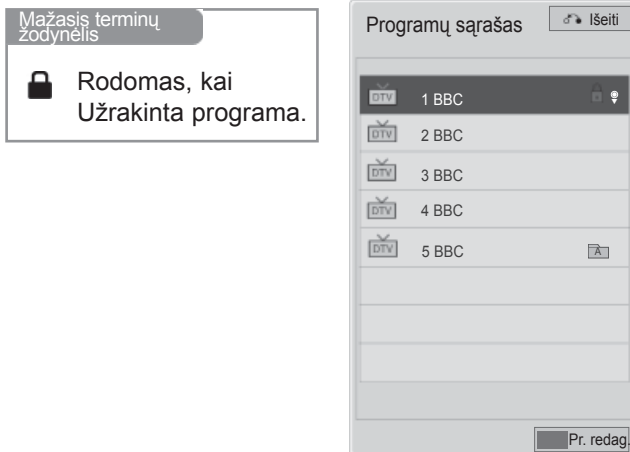 Mažasis terminų
žodynėlis
Rodomas, kai
Užrakinta programa.
Programų sąrašas
Išeiti
DTV 1 BBC
DTV 2 BBC
DTV 3 BBC
DTV 4 BBC
DTV 5 BBC A
Pr. redag.